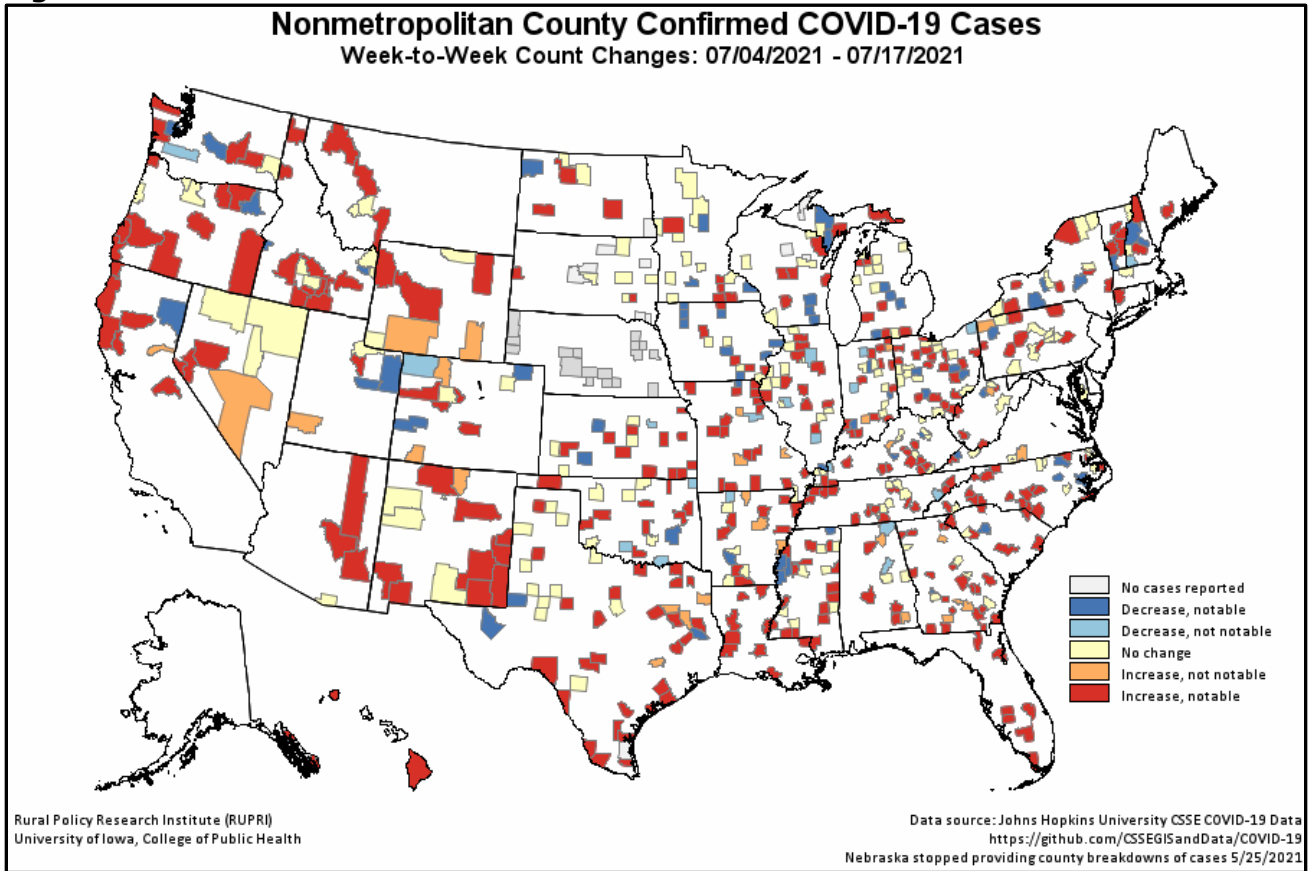 Nonmetropolitan County Confirmed COVID-19 Cases
Week-to-Week Count Changes: 07/04/2021 - 07/17/2021
No cases reported
Decrease, notable
Decrease, not notable
No change
Increase, not notable
Increase, notable
Rural Policy Research Institute (RUPRI)
University of Iowa, College of Public Health
Data source: Johns Hopkins University CSSE COVID-19 Data
https://github.com/CSSEGISandData/COVID-19
Nebraska stopped providing county breakdowns of cases 5/25/2021